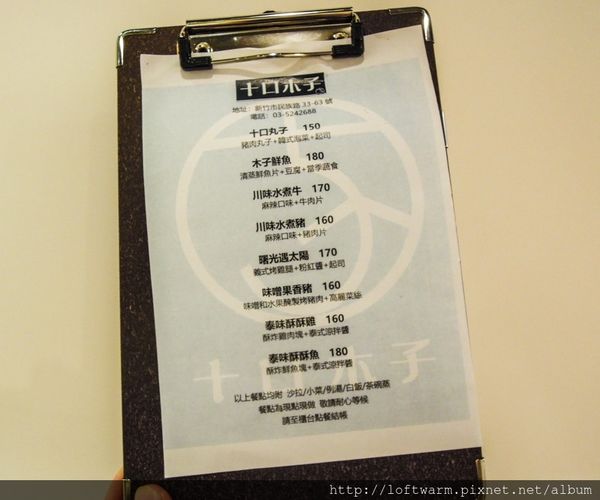 十口木子
地址：新竹市民族路 33-63 號
電話：03-5242688
十口丸子 150
豬肉丸子+韓式泡菜+起司
木子鮮魚 180
清蒸鮮魚片+豆腐+當季蔬食
川味水煮牛 170
麻辣口味+牛肉片
川味水煮豬 160
麻辣口味+豬肉片
曙光遇太陽 170
義式烤雞腿+粉紅醬+起司
味噌果香豬 160
味噌和水果醃製烤豬肉+高麗菜絲
泰味酥酥雞 160
酥炸雞肉塊+泰式涼拌醬
泰味酥酥魚 180
酥炸鮮魚塊+泰式涼拌醬
十口木子
以上餐點均附 沙拉/小菜/例湯/白飯/茶碗蒸
餐點為現點現做 敬請耐心等候
請至櫃台點餐結帳
http://loftwarm.pixnet.net/album